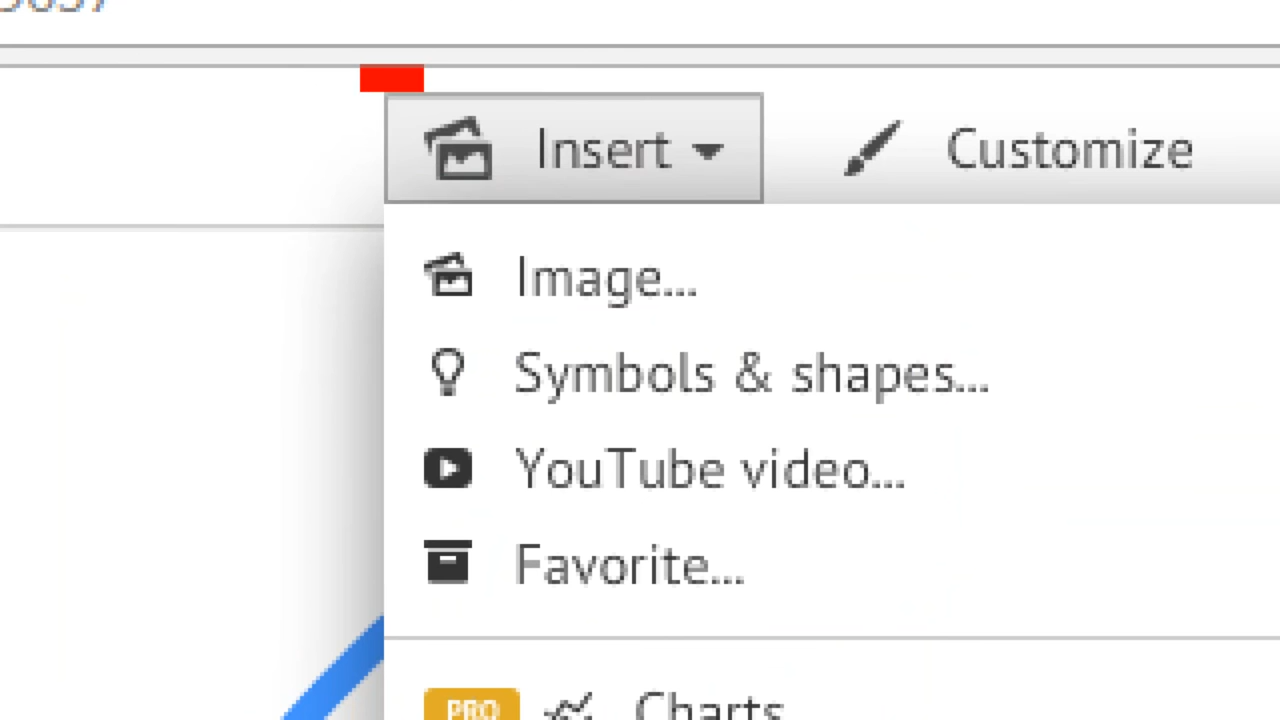 Insert Customize
Image...
Symbols & shapes...
YouTube video...
Favorite...
PRO Charts